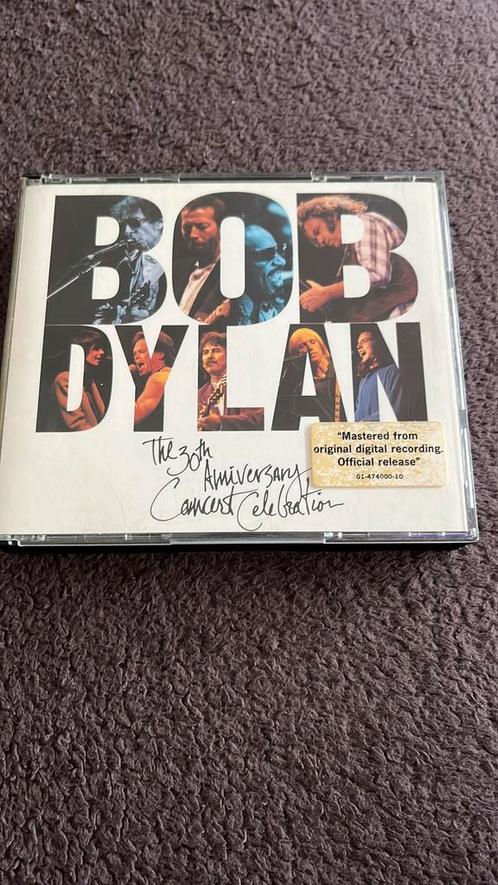 BOB
DYLAN
The 30th
Anniversary
Concert Celebration
"Mastered from
original digital recording.
Official release"
01-474000-10